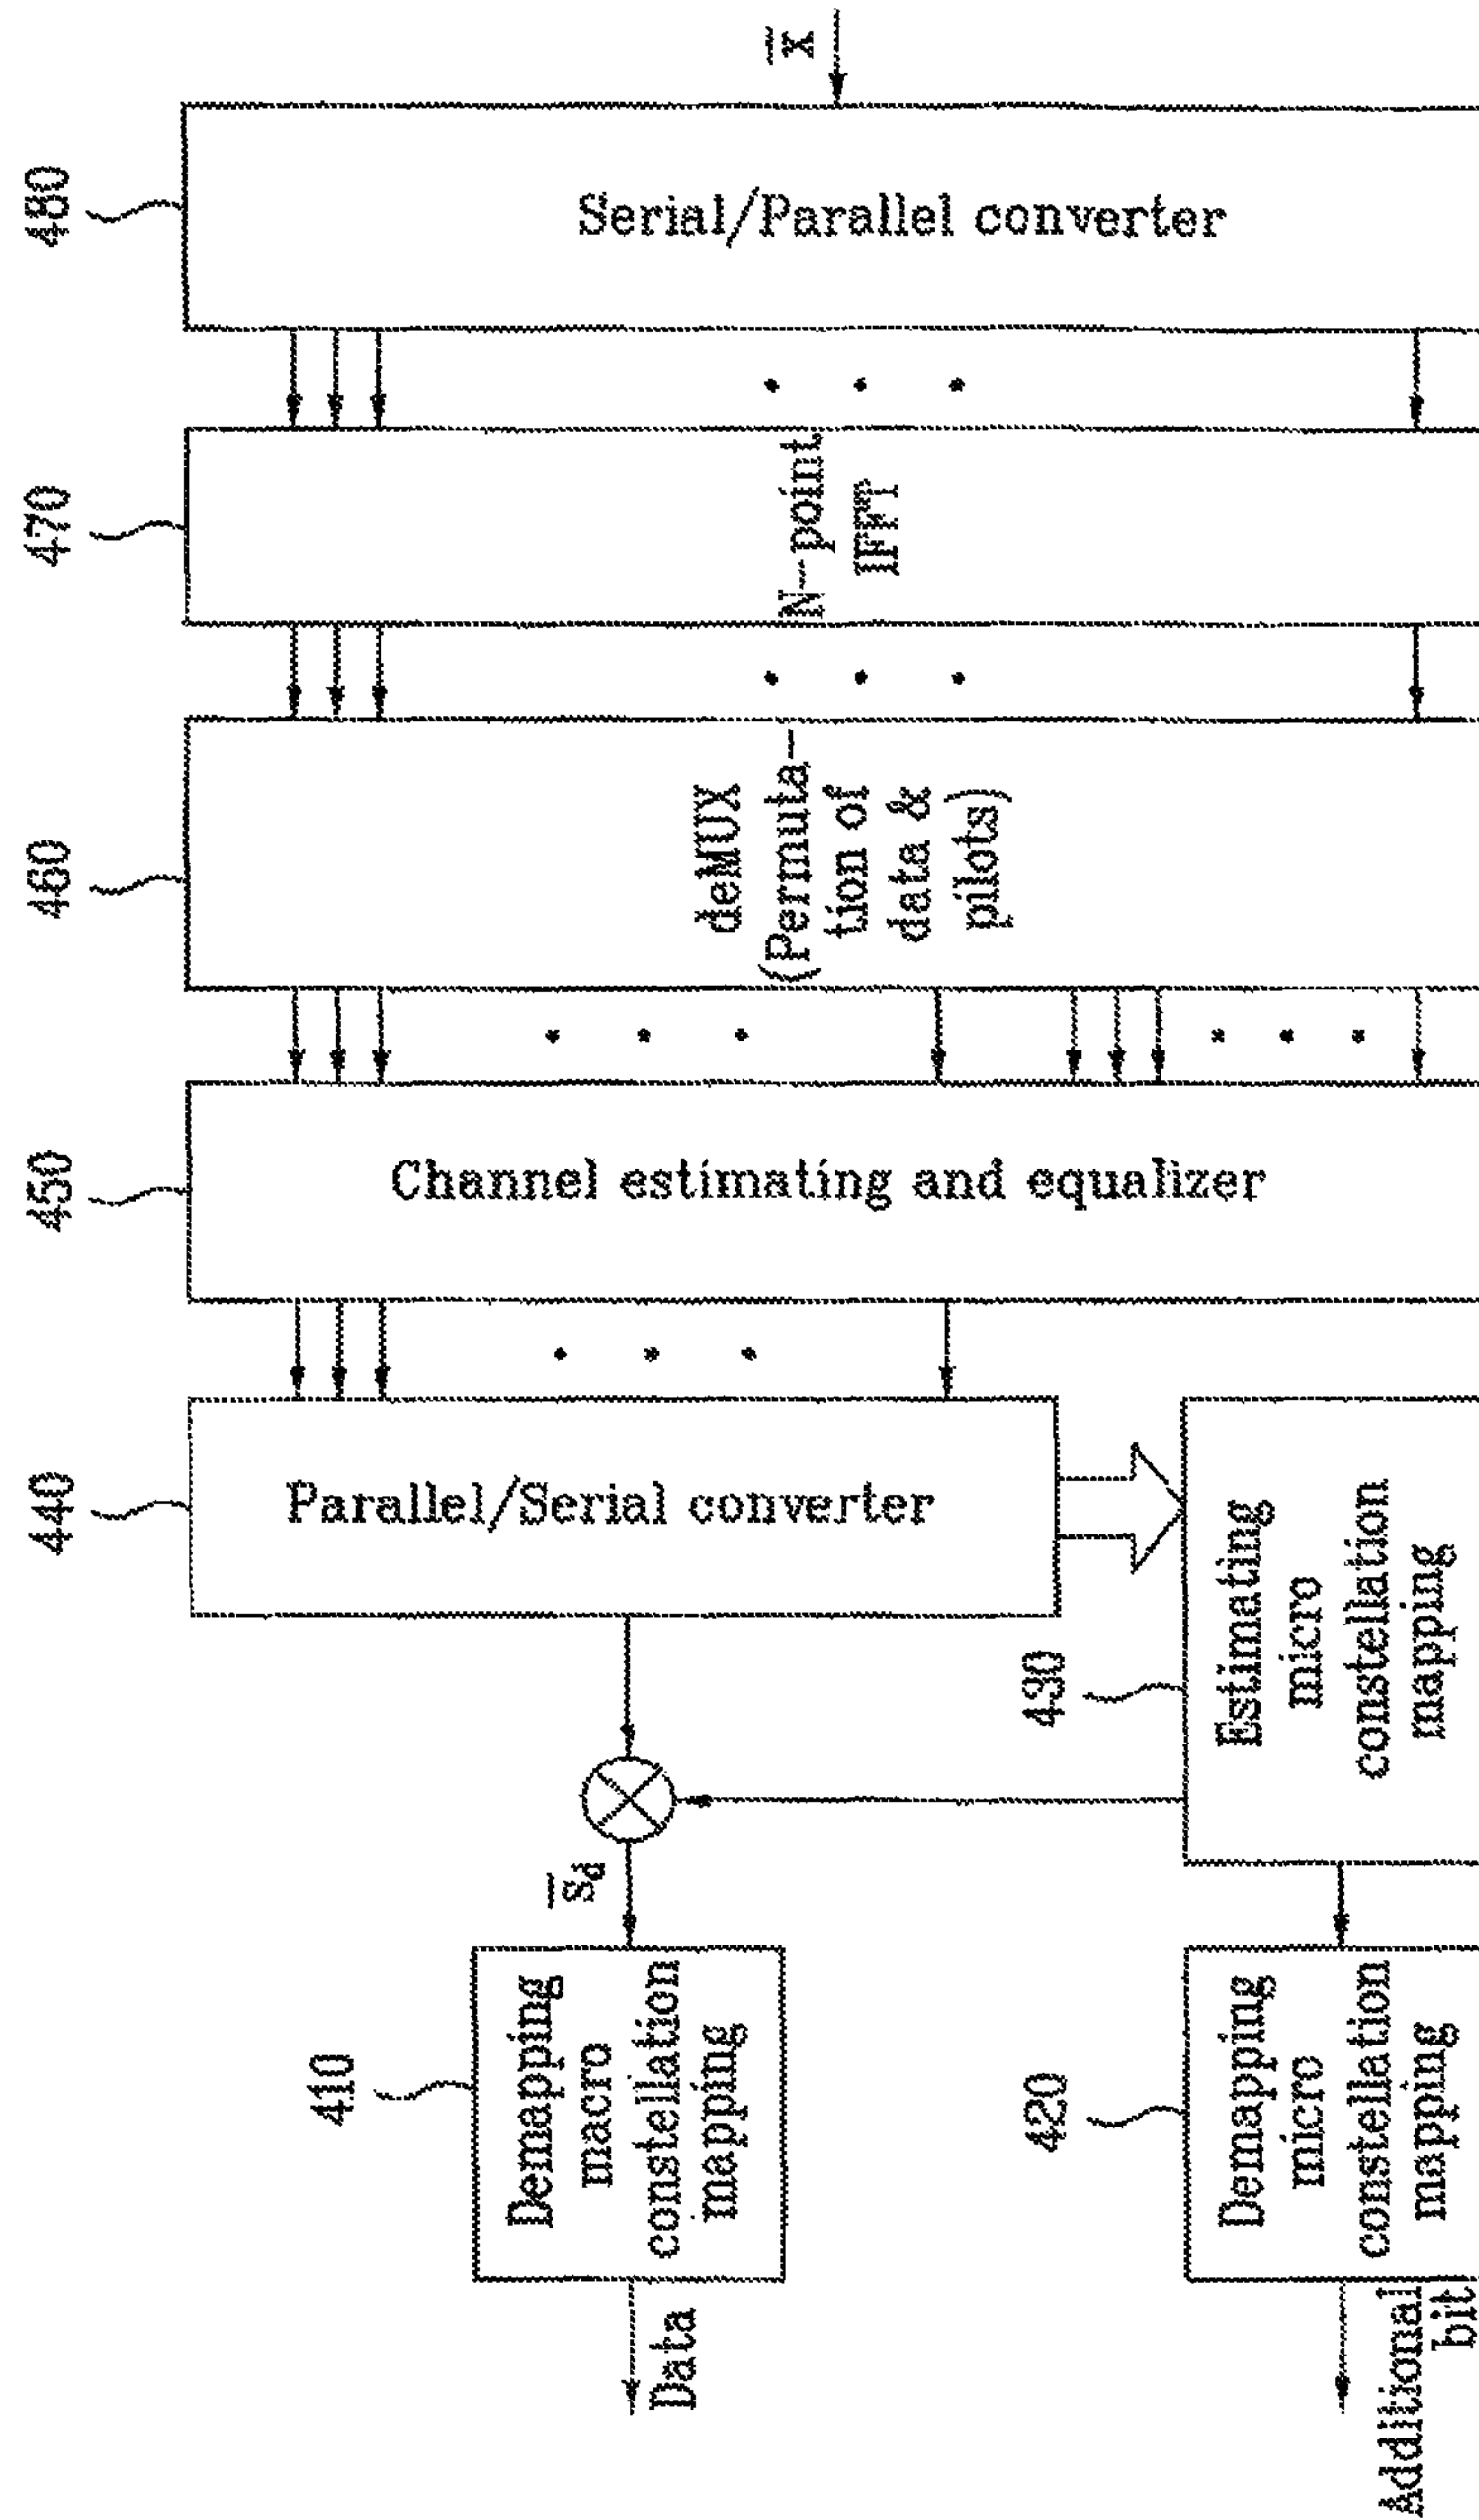 x
480
Serial/Parallel converter
470
N-point
IFFT
460
deMUX
(Permuta-
tion of
data &
pilots)
450
Channel estimating and equalizer
440
Parallel/Serial converter
430
Estimating
micro
constellation
mapping
s_d
410
Demapping
macro
constellation
mapping
420
Demapping
micro
constellation
mapping
Data
Additional
bit